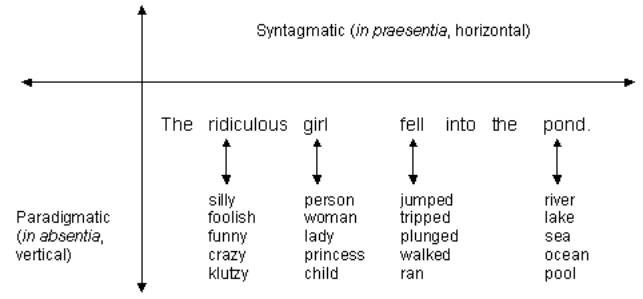 Syntagmatic (in praesentia, horizontal)
The ridiculous girl fell into the pond.
silly person jumped river
foolish woman tripped lake
funny lady plunged sea
crazy princess walked ocean
klutzy child ran pool
Paradigmatic
(in absentia,
vertical)